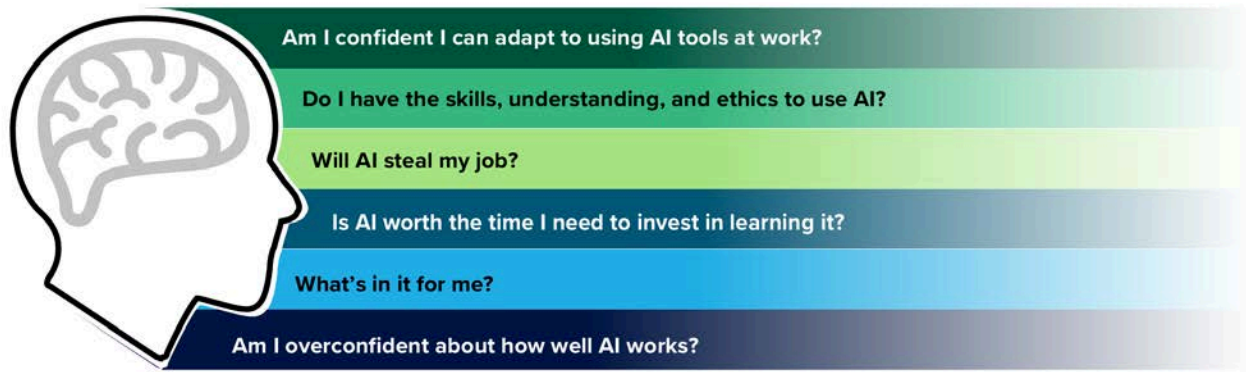 Am I confident I can adapt to using AI tools at work?
Do I have the skills, understanding, and ethics to use AI?
Will AI steal my job?
Is AI worth the time I need to invest in learning it?
What's in it for me?
Am I overconfident about how well AI works?